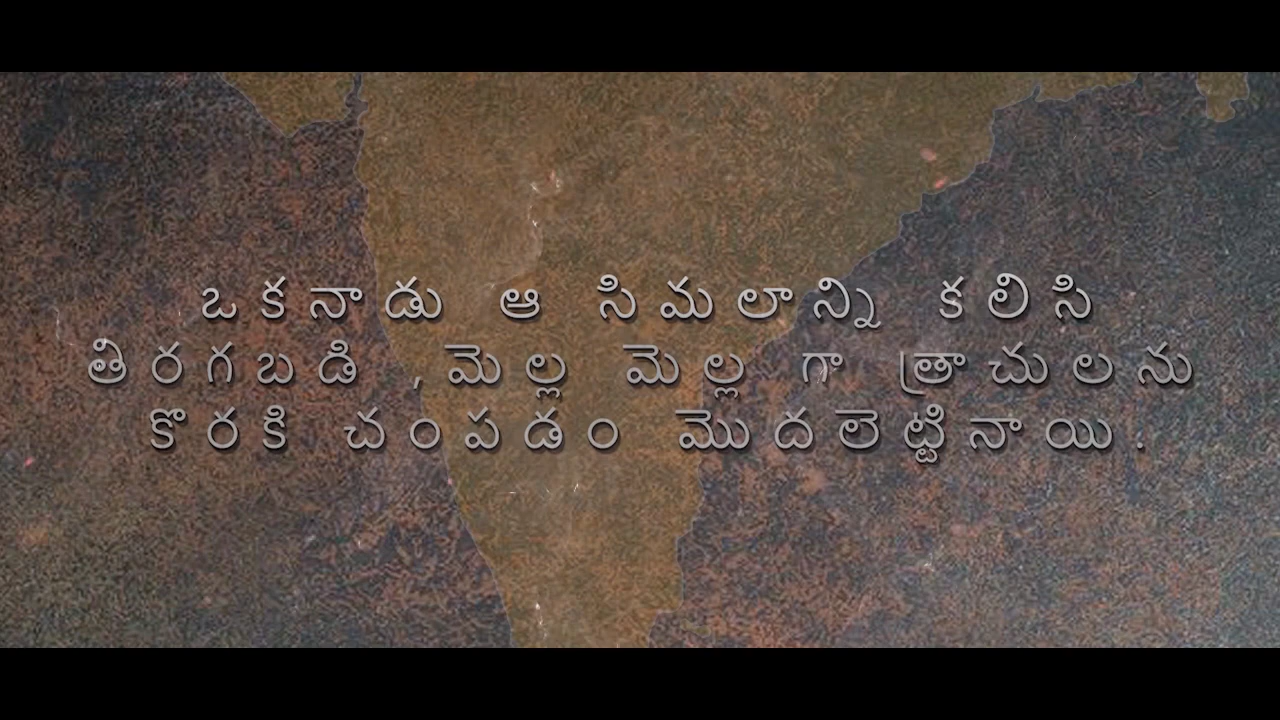 ఒకనాడు ఆ సిమలాన్ని కలిసి
తిరగబడి ,మెల్ల మెల్ల గా త్రాచులను
కొరకి చంపడం మొదలెట్టినాయి.